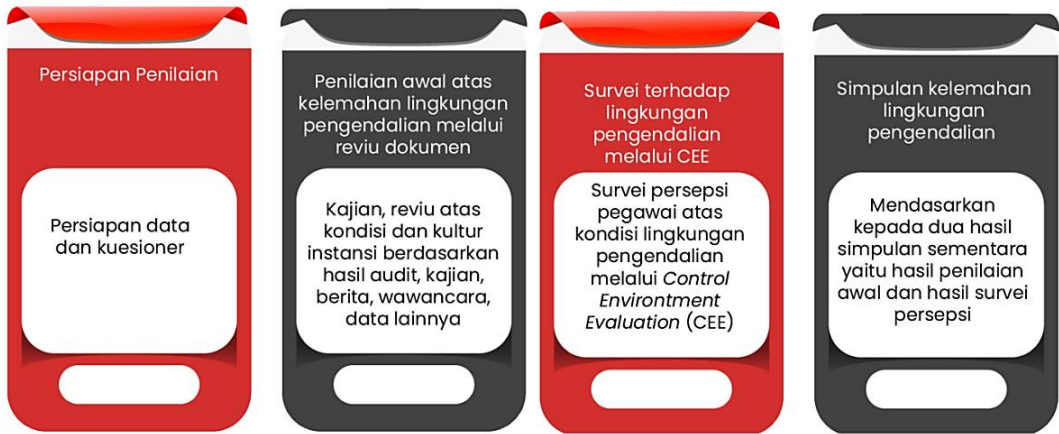 Persiapan Penilaian
Persiapan data
dan kuesioner
Penilaian awal atas
kelemahan lingkungan
pengendalian melalui
reviu dokumen
Kajian, reviu atas
kondisi dan kultur
instansi berdasarkan
hasil audit, kajian,
berita, wawancara,
data lainnya
Survei terhadap
lingkungan
pengendalian
melalui CEE
Survei persepsi
pegawai atas
kondisi lingkungan
pengendalian
melalui Control
Environtment
Evaluation (CEE)
Simpulan kelemahan
lingkungan
pengendalian
Mendasarkan
kepada dua hasil
simpulan sementara
yaitu hasil penilaian
awal dan hasil survei
persepsi